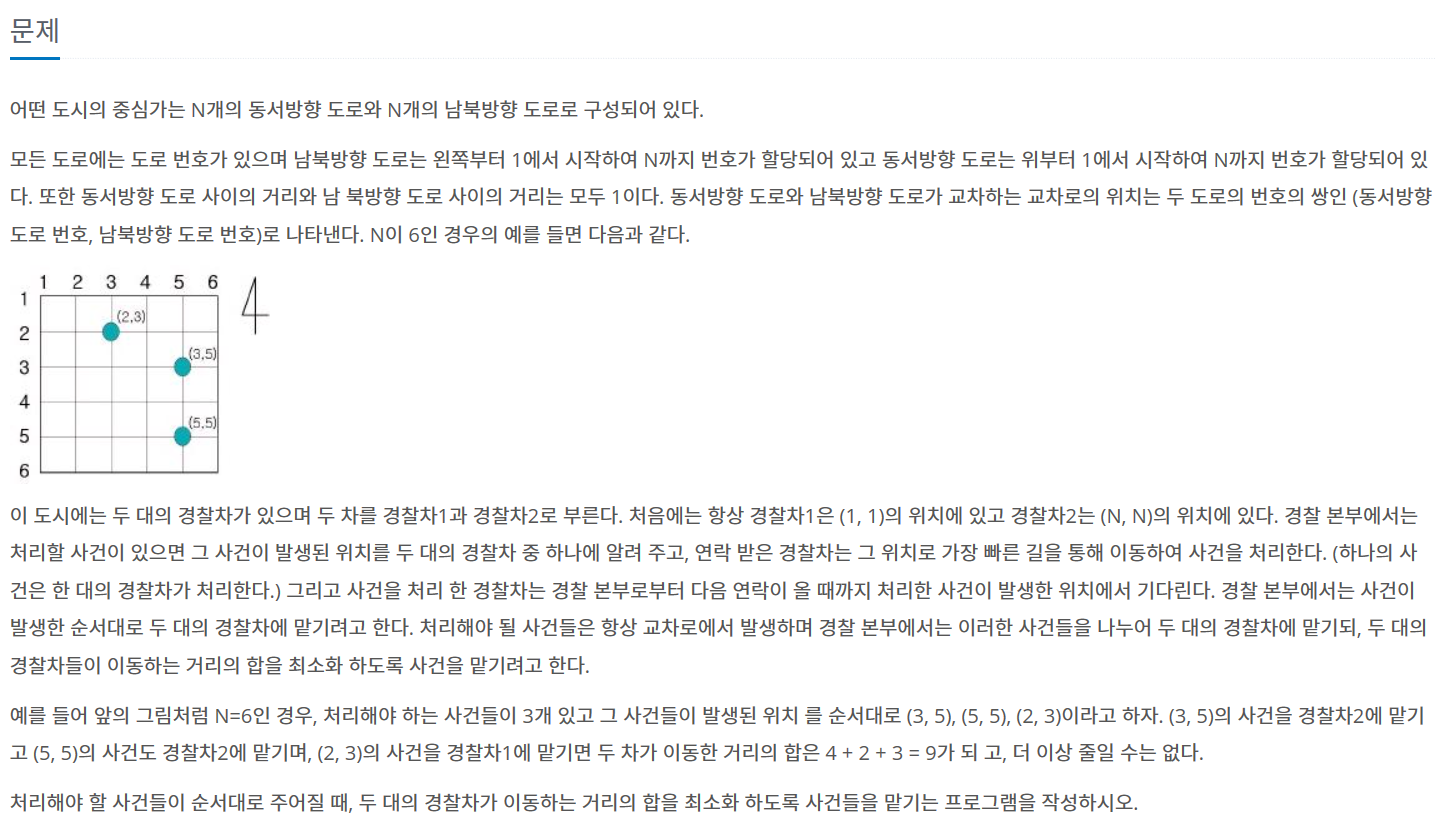 문제
어떤 도시의 중심가는 N개의 동서방향 도로와 N개의 남북방향 도로로 구성되어 있다.
모든 도로에는 도로 번호가 있으며 남북방향 도로는 왼쪽부터 1에서 시작하여 N까지 번호가 할당되어 있고 동서방향 도로는 위부터 1에서 시작하여 N까지 번호가 할당되어 있
다. 또한 동서방향 도로 사이의 거리와 남 북방향 도로 사이의 거리는 모두 1이다. 동서방향 도로와 남북방향 도로가 교차하는 교차로의 위치는 두 도로의 번호의 쌍인 (동서방향
도로 번호, 남북방향 도로 번호)로 나타낸다. N이 6인 경우의 예를 들면 다음과 같다.
1 2 3 4 5 6
4
1
(2,3)
2
(3,5)
3
4
(5,5)
5
6
이 도시에는 두 대의 경찰차가 있으며 두 차를 경찰차1과 경찰차2로 부른다. 처음에는 항상 경찰차1은 (1, 1)의 위치에 있고 경찰차2는 (N, N)의 위치에 있다. 경찰 본부에서는
처리할 사건이 있으면 그 사건이 발생된 위치를 두 대의 경찰차 중 하나에 알려 주고, 연락 받은 경찰차는 그 위치로 가장 빠른 길을 통해 이동하여 사건을 처리한다. (하나의 사
건은 한 대의 경찰차가 처리한다.) 그리고 사건을 처리 한 경찰차는 경찰 본부로부터 다음 연락이 올 때까지 처리한 사건이 발생한 위치에서 기다린다. 경찰 본부에서는 사건이
발생한 순서대로 두 대의 경찰차에 맡기려고 한다. 처리해야 될 사건들은 항상 교차로에서 발생하며 경찰 본부에서는 이러한 사건들을 나누어 두 대의 경찰차에 맡기되, 두 대의
경찰차들이 이동하는 거리의 합을 최소화 하도록 사건을 맡기려고 한다.
예를 들어 앞의 그림처럼 N=6인 경우, 처리해야 하는 사건들이 3개 있고 그 사건들이 발생된 위치 를 순서대로 (3, 5), (5, 5), (2, 3)이라고 하자. (3, 5)의 사건을 경찰차2에 맡기
고 (5, 5)의 사건도 경찰차2에 맡기며, (2, 3)의 사건을 경찰차1에 맡기면 두 차가 이동한 거리의 합은 4 + 2 + 3 = 9가 되 고, 더 이상 줄일 수는 없다.
처리해야 할 사건들이 순서대로 주어질 때, 두 대의 경찰차가 이동하는 거리의 합을 최소화 하도록 사건들을 맡기는 프로그램을 작성하시오.